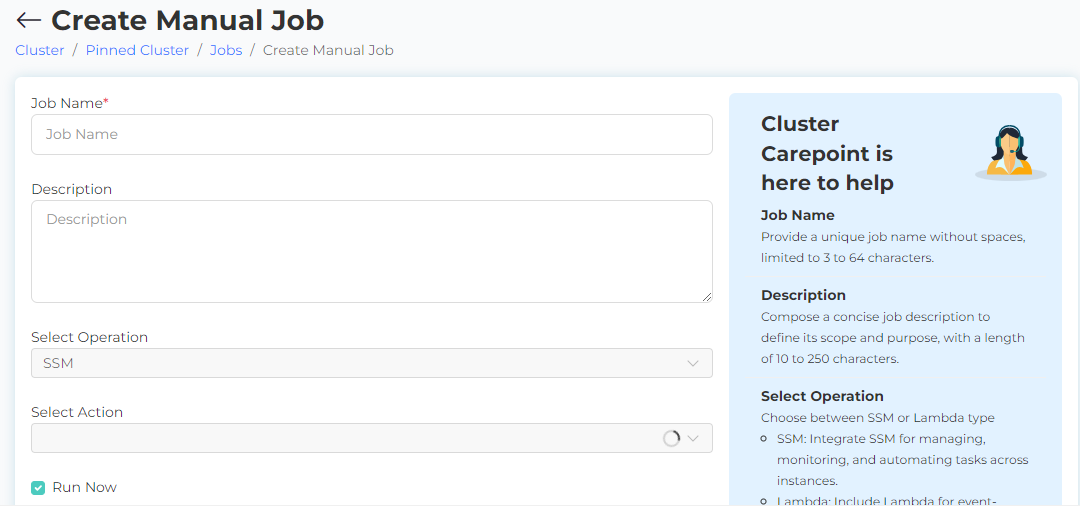 Create Manual Job
Cluster / Pinned Cluster / Jobs / Create Manual Job
Job Name*
Job Name
Description
Description
Select Operation
SSM
Select Action
Run Now
Cluster
Carepoint is
here to help
Job Name
Provide a unique job name without spaces,
limited to 3 to 64 characters.
Description
Compose a concise job description to
define its scope and purpose, with a length
of 10 to 250 characters.
Select Operation
Choose between SSM or Lambda type
SSM: Integrate SSM for managing,
monitoring, and automating tasks across
instances.
Lambda: Include Lambda for event-